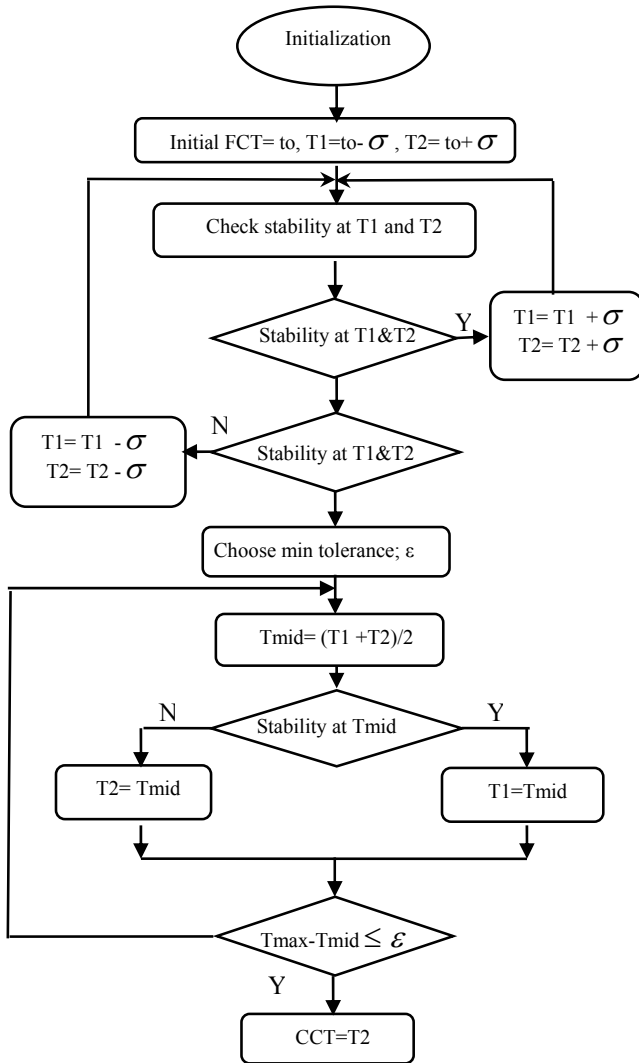 Initialization
Initial FCT= to, T1=to- σ , T2= to+ σ
Check stability at T1 and T2
Stability at T1&T2
Y
T1= T1 + σ
T2= T2 + σ
N
Stability at T1&T2
T1= T1 - σ
T2= T2 - σ
Choose min tolerance; ε
Tmid= (T1 +T2)/2
N
Stability at Tmid
Y
T2= Tmid
T1=Tmid
Tmax-Tmid ≤ ε
Y
CCT=T2